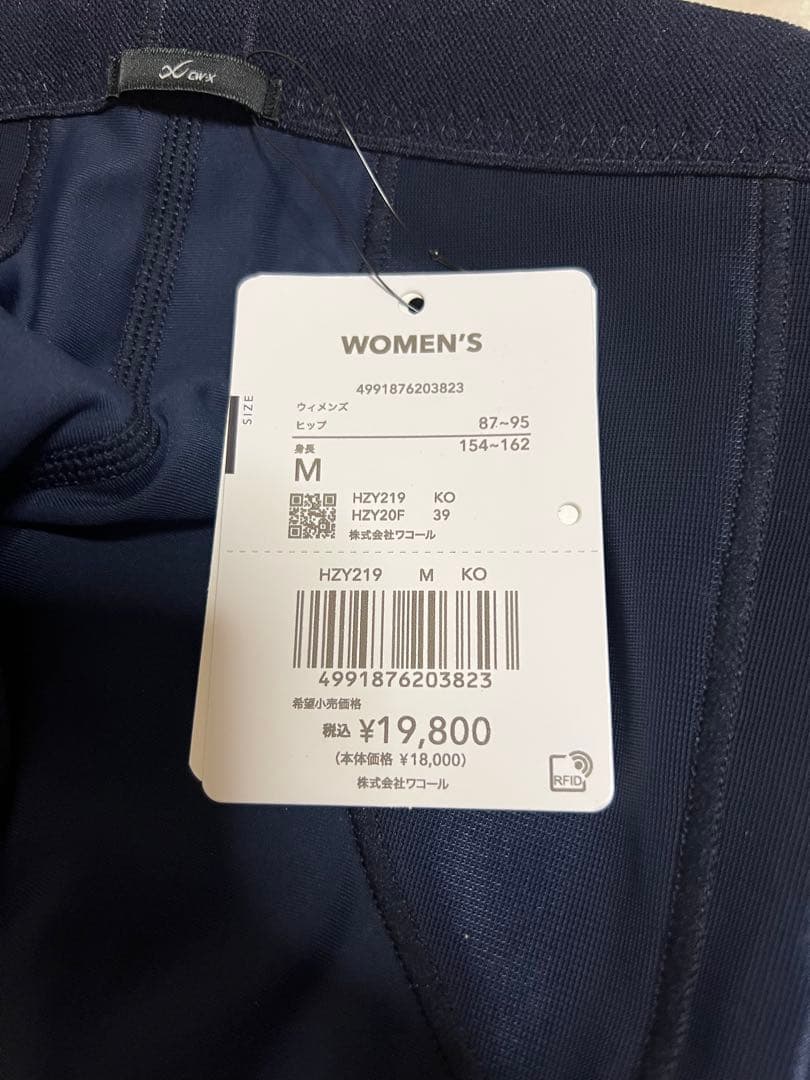 CW-X
WOMEN'S
4991876203823
SIZE
ウィメンズ
ヒップ 87~95
身長 154~162
M
HZY219 KO
HZY20F 39
株式会社ワコール
HZY219 M KO
4991876203823
希望小売価格
税込 ¥19,800
(本体価格 ¥18,000)
株式会社ワコール
RFID